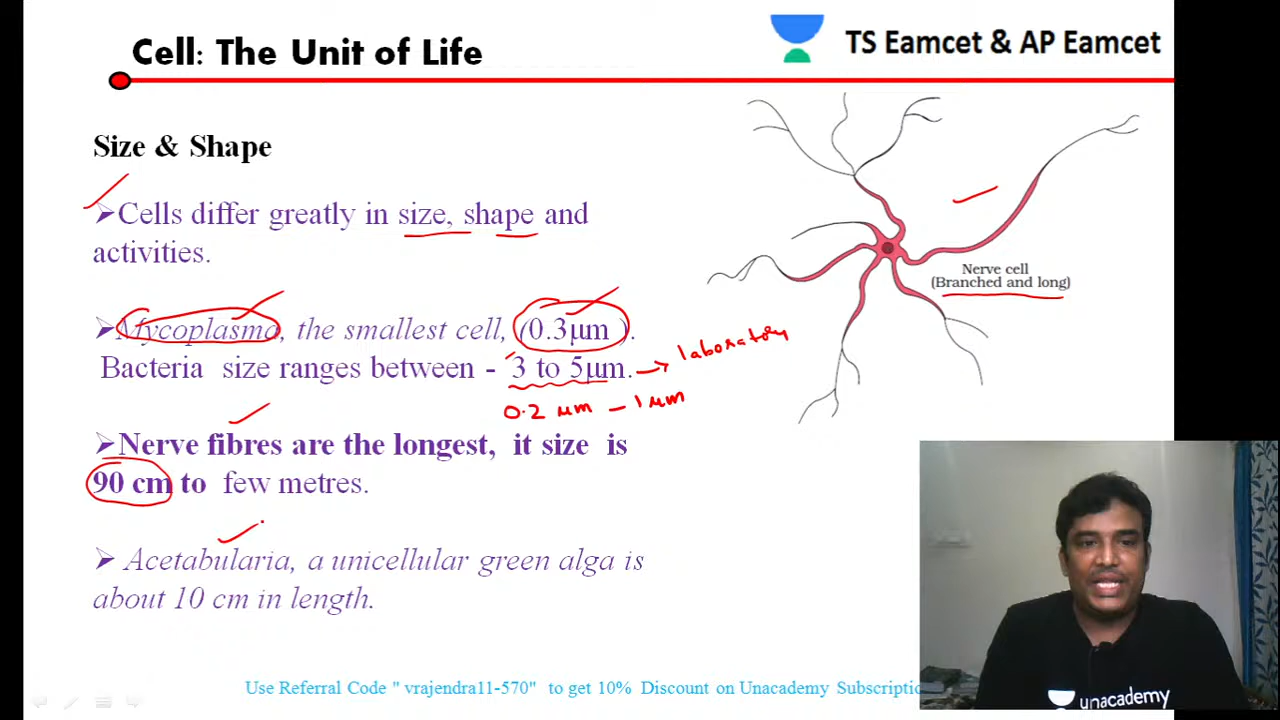 Cell: The Unit of Life
TS Eamcet & AP Eamcet
Size & Shape
➢Cells differ greatly in size, shape and
activities.
➢Mycoplasma, the smallest cell, (0.3μm ).
Bacteria size ranges between - 3 to 5μm. → laboratory
0.2 μm – 1 μm
➢Nerve fibres are the longest, it size is
90 cm to few metres.
➢ Acetabularia, a unicellular green alga is
about 10 cm in length.
Nerve cell
(Branched and long)
Use Referral Code " vrajendra11-570" to get 10% Discount on Unacademy Subscriptio
unacademy